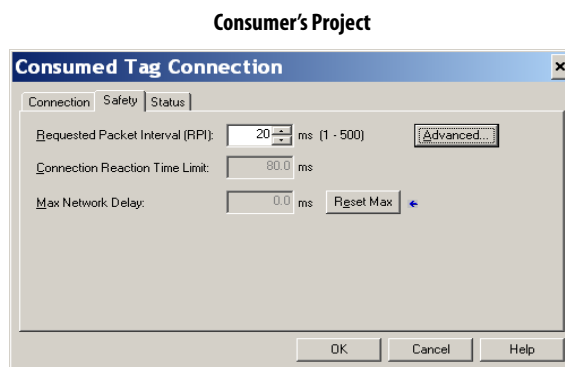 Consumer's Project
Consumed Tag Connection
Connection Safety Status
Requested Packet Interval (RPI): 20 ms (1 - 500) Advanced...
Connection Reaction Time Limit: 80.0 ms
Max Network Delay: 0.0 ms Reset Max
OK Cancel Help